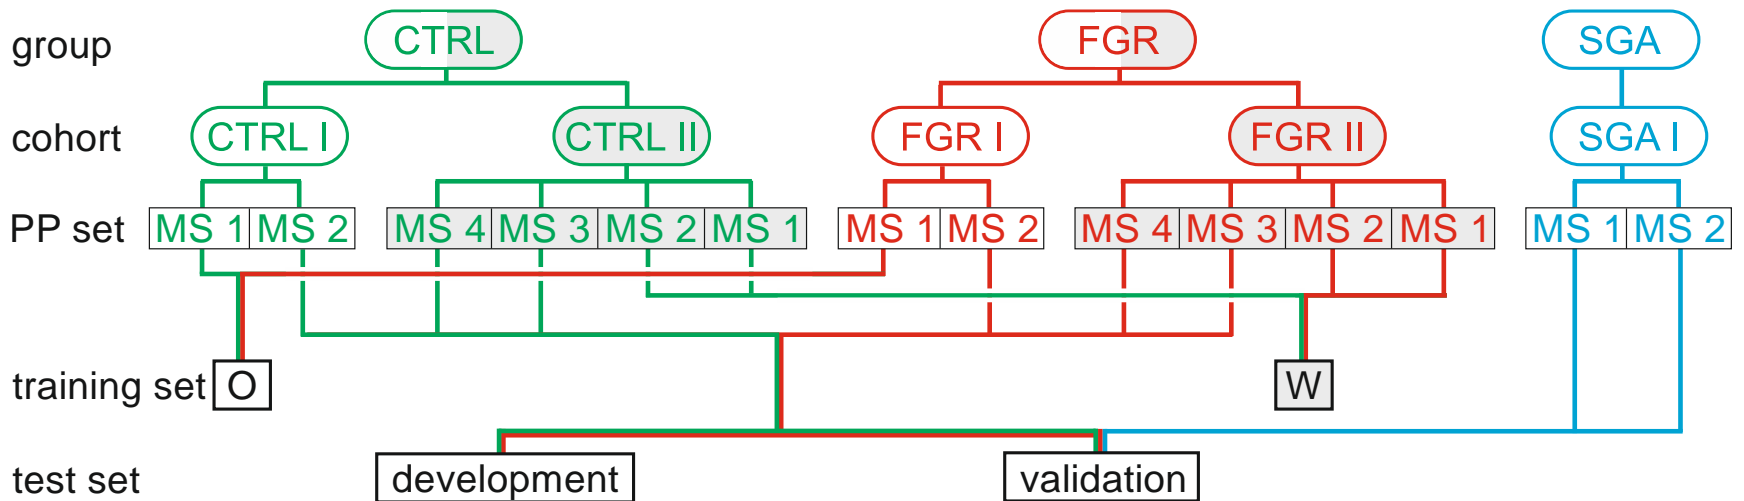 group CTRL FGR SGA
cohort CTRL I CTRL II FGR I FGR II SGA I
PP set MS 1 MS 2 MS 4 MS 3 MS 2 MS 1 MS 1 MS 2 MS 4 MS 3 MS 2 MS 1 MS 1 MS 2
training set O W
test set development validation